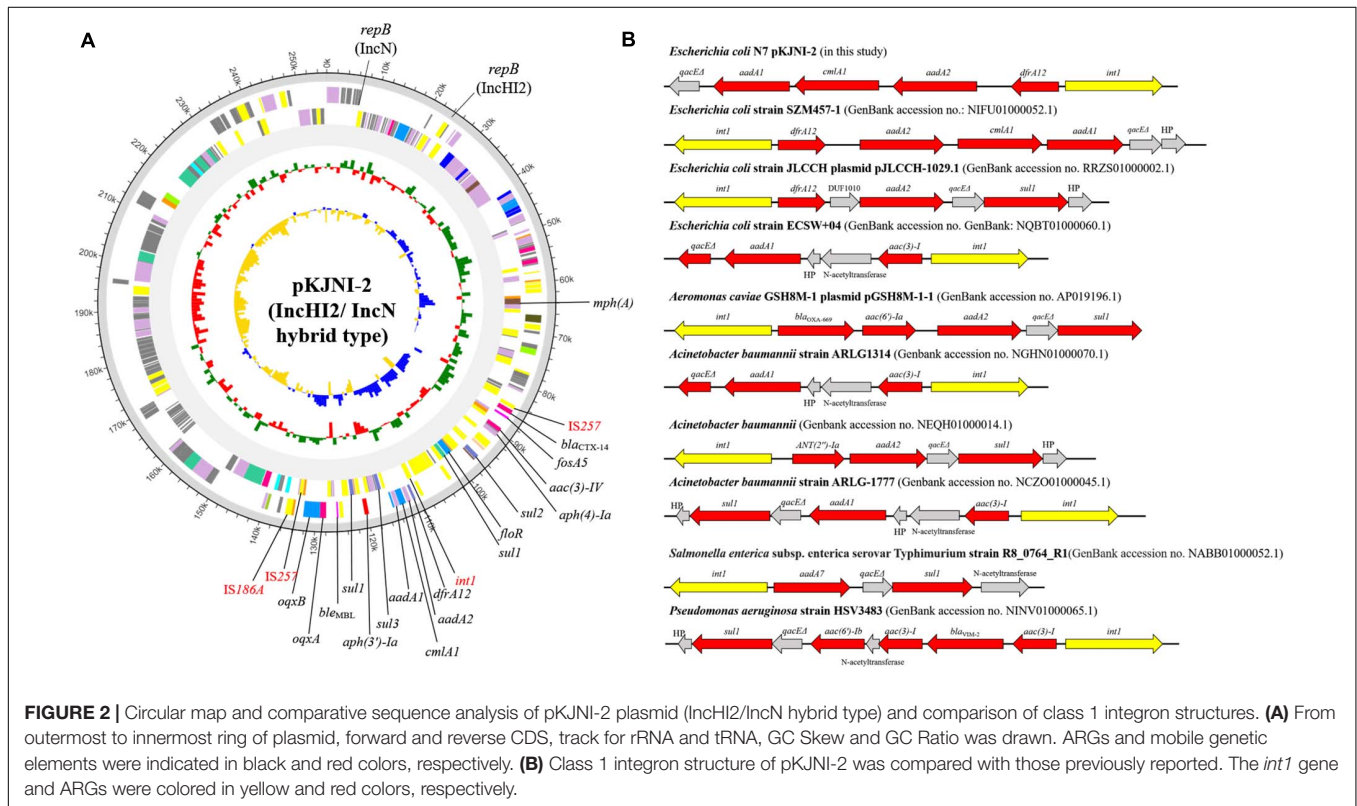 A
repB
(IncN)
repB
(IncHI2)
0k
10k
20k
30k
40k
50k
60k
70k
80k
90k
100k
110k
120k
130k
140k
150k
160k
170k
180k
190k
200k
210k
220k
230k
240k
250k
pKJNI-2
(IncHI2/ IncN
hybrid type)
mph(A)
IS257
blaCTX-14
fosA5
aac(3)-IV
aph(4)-Ia
sul2
floR
sul1
int1
dfrA12
aadA2
cmlA1
aadA1
sul3
aph(3')-Ia
sul1
bleMBL
oqxA
oqxB
IS257
IS186A
B
Escherichia coli N7 pKJNI-2 (in this study)
qacEΔ aadA1 cmlA1 aadA2 dfrA12 int1
Escherichia coli strain SZM457-1 (GenBank accession no.: NIFU01000052.1)
int1 dfrA12 aadA2 cmlA1 aadA1 qacEΔ HP
Escherichia coli strain JLCCH plasmid pJLCCH-1029.1 (GenBank accession no. RRZS01000002.1)
int1 dfrA12 DUF1010 aadA2 qacEΔ sul1 HP
Escherichia coli strain ECSW+04 (GenBank accession no. GenBank: NQBT01000060.1)
qacEΔ aadA1 aac(3)-I int1
HP N-acetyltransferase
Aeromonas caviae GSH8M-1 plasmid pGSH8M-1-1 (GenBank accession no. AP019196.1)
int1 blaOXA-669 aac(6')-Ia aadA2 qacEΔ sul1
Acinetobacter baumannii strain ARLG1314 (Genbank accession no. NGHN01000070.1)
qacEΔ aadA1 aac(3)-I int1
HP N-acetyltransferase
Acinetobacter baumannii (Genbank accession no. NEQH01000014.1)
int1 ANT(2")-Ia aadA2 qacEΔ sul1 HP
Acinetobacter baumannii strain ARLG-1777 (Genbank accession no. NCZO01000045.1)
HP sul1 qacEΔ aadA1 aac(3)-I int1
HP N-acetyltransferase
Salmonella enterica subsp. enterica serovar Typhimurium strain R8_0764_R1(GenBank accession no. NABB01000052.1)
int1 aadA7 qacEΔ sul1 N-acetyltransferase
Pseudomonas aeruginosa strain HSV3483 (GenBank accession no. NINV01000065.1)
HP sul1 qacEΔ aac(6')-Ib aac(3)-I blaVIM-2 aac(3)-I int1
N-acetyltransferase
FIGURE 2 | Circular map and comparative sequence analysis of pKJNI-2 plasmid (IncHI2/IncN hybrid type) and comparison of class 1 integron structures. (A) From
outermost to innermost ring of plasmid, forward and reverse CDS, track for rRNA and tRNA, GC Skew and GC Ratio was drawn. ARGs and mobile genetic
elements were indicated in black and red colors, respectively. (B) Class 1 integron structure of pKJNI-2 was compared with those previously reported. The int1 gene
and ARGs were colored in yellow and red colors, respectively.